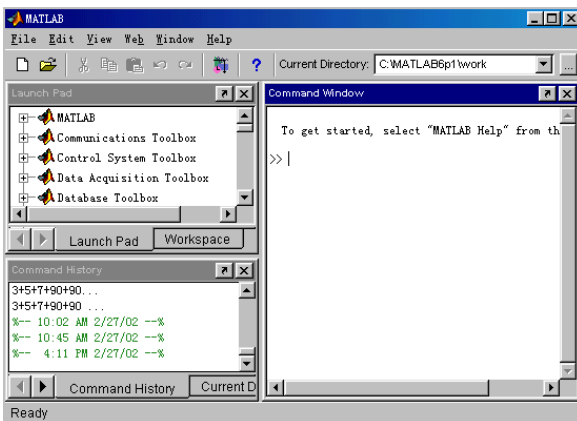 MATLAB
File Edit View Web Window Help
? Current Directory: C:\MATLAB6p1\work ...
Launch Pad
MATLAB
Communications Toolbox
Control System Toolbox
Data Acquisition Toolbox
Database Toolbox
Launch Pad Workspace
Command History
3+5+7+90+90...
3+5+7+90+90 ...
%-- 10:02 AM 2/27/02 --%
%-- 10:45 AM 2/27/02 --%
%-- 4:11 PM 2/27/02 --%
Command History Current D
Command Window
To get started, select "MATLAB Help" from th
>>
Ready